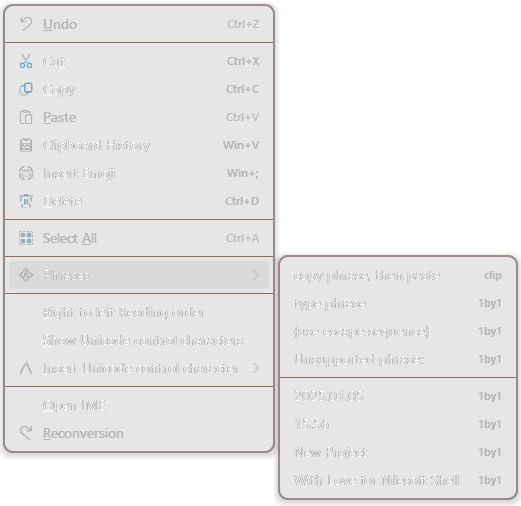 Undo Ctrl+Z
Cut Ctrl+X
Copy Ctrl+C
Paste Ctrl+V
Clipboard History Win+V
Insert Emoji Win+;
Delete Ctrl+D
Select All Ctrl+A
Phrases
Right to left Reading order
Show Unicode control characters
Insert Unicode control character
Open IME
Reconversion
copy phrase, then paste clip
type phrase 1by1
(use escape sequence) 1by1
Unsupported phrase: 1by1
2025.01.05 1by1
15.56 1by1
New Project 1by1
With Love for Nilesoft Shell 1by1